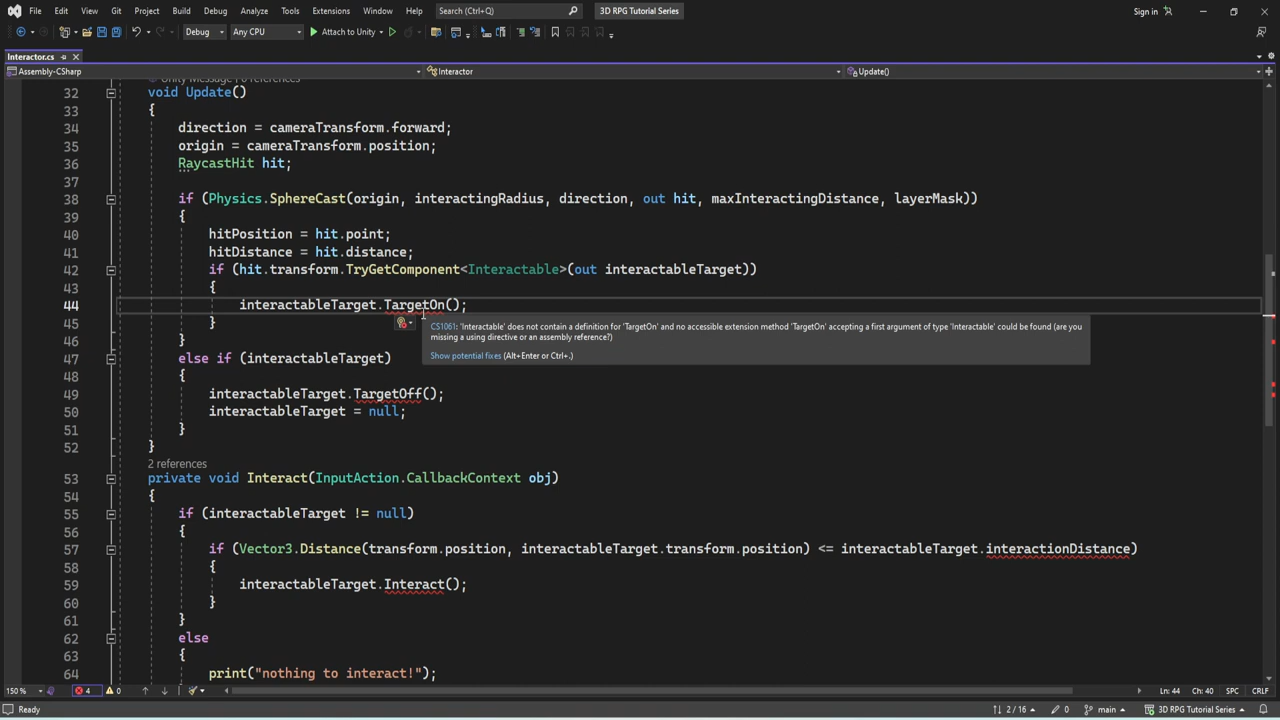 File Edit View Git Project Build Debug Analyze Tools Extensions Window Help Search (Ctrl+Q) 3D RPG Tutorial Series Sign in
Debug Any CPU Attach to Unity
Interactor.cs
Assembly-CSharp Interactor Update()
32 void Update()
33 {
34 direction = cameraTransform.forward;
35 origin = cameraTransform.position;
36 RaycastHit hit;
37
38 if (Physics.SphereCast(origin, interactingRadius, direction, out hit, maxInteractingDistance, layerMask))
39 {
40 hitPosition = hit.point;
41 hitDistance = hit.distance;
42 if (hit.transform.TryGetComponent<Interactable>(out interactableTarget))
43 {
44 interactableTarget.TargetOn();
45 }
CS1061: 'Interactable' does not contain a definition for 'TargetOn' and no accessible extension method 'TargetOn' accepting a first argument of type 'Interactable' could be found (are you
missing a using directive or an assembly reference?)
Show potential fixes (Alt+Enter or Ctrl+.)
46 }
47 else if (interactableTarget)
48 {
49 interactableTarget.TargetOff();
50 interactableTarget = null;
51 }
52 }
2 references
53 private void Interact(InputAction.CallbackContext obj)
54 {
55 if (interactableTarget != null)
56 {
57 if (Vector3.Distance(transform.position, interactableTarget.transform.position) <= interactableTarget.interactionDistance)
58 {
59 interactableTarget.Interact();
60 }
61 }
62 else
63 {
64 print("nothing to interact!");
150 % 4 0 Ln: 44 Ch: 40 SPC CRLF
Ready 2 / 16 0 main 3D RPG Tutorial Series